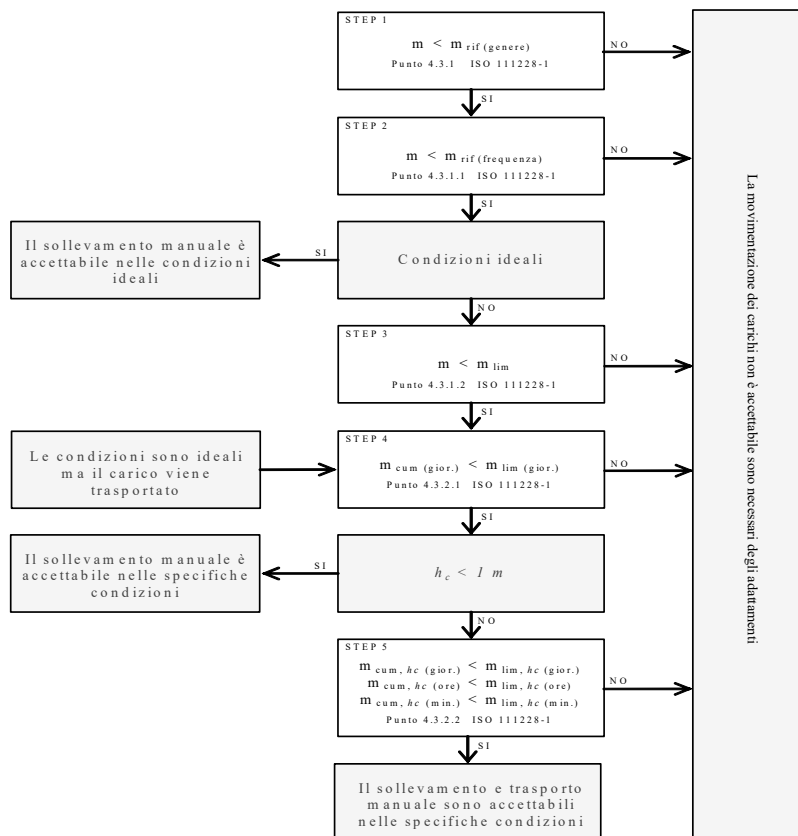 STEP 1
m < m rif (genere)
Punto 4.3.1 ISO 111228-1
NO
SI
STEP 2
m < m rif (frequenza)
Punto 4.3.1.1 ISO 111228-1
NO
SI
Il sollevamento manuale è
accettabile nelle condizioni
ideali
SI
Condizioni ideali
NO
STEP 3
m < m lim
Punto 4.3.1.2 ISO 111228-1
NO
SI
Le condizioni sono ideali
ma il carico viene
trasportato
STEP 4
m cum (gior.) < m lim (gior.)
Punto 4.3.2.1 ISO 111228-1
NO
SI
Il sollevamento manuale è
accettabile nelle specifiche
condizioni
SI
h c < 1 m
NO
STEP 5
m cum, hc (gior.) < m lim, hc (gior.)
m cum, hc (ore) < m lim, hc (ore)
m cum, hc (min.) < m lim, hc (min.)
Punto 4.3.2.2 ISO 111228-1
NO
SI
Il sollevamento e trasporto
manuale sono accettabili
nelle specifiche condizioni
La movimentazione dei carichi non è accettabile sono necessari degli adattamenti